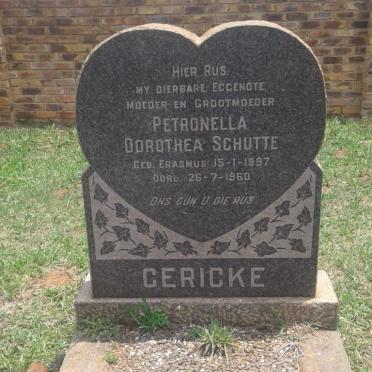 HIER RUS
MY DIERBARE EGGENOTE,
MOEDER EN GROOTMOEDER
PETRONELLA
DOROTHEA SCHUTTE
GEB. ERASMUS 15-1-1897
OORL. 26-7-1960
ONS GUN U DIE RUS
GERICKE